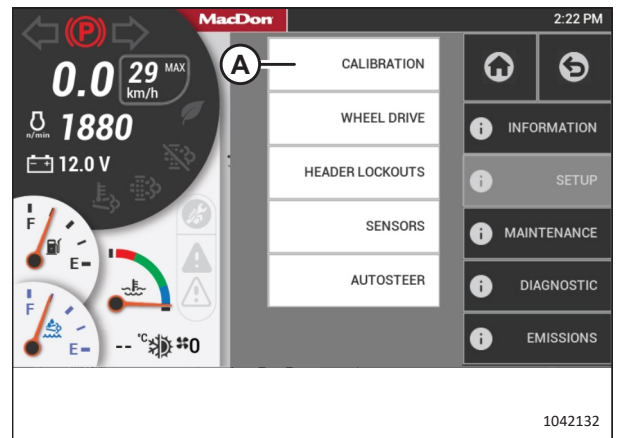 MacDon
2:22 PM
P
0.0 29 MAX
km/h
n/min 1880
12.0 V
F
E
F
E
-- °C 0
A
CALIBRATION
WHEEL DRIVE
HEADER LOCKOUTS
SENSORS
AUTOSTEER
i INFORMATION
i SETUP
i MAINTENANCE
i DIAGNOSTIC
i EMISSIONS
1042132